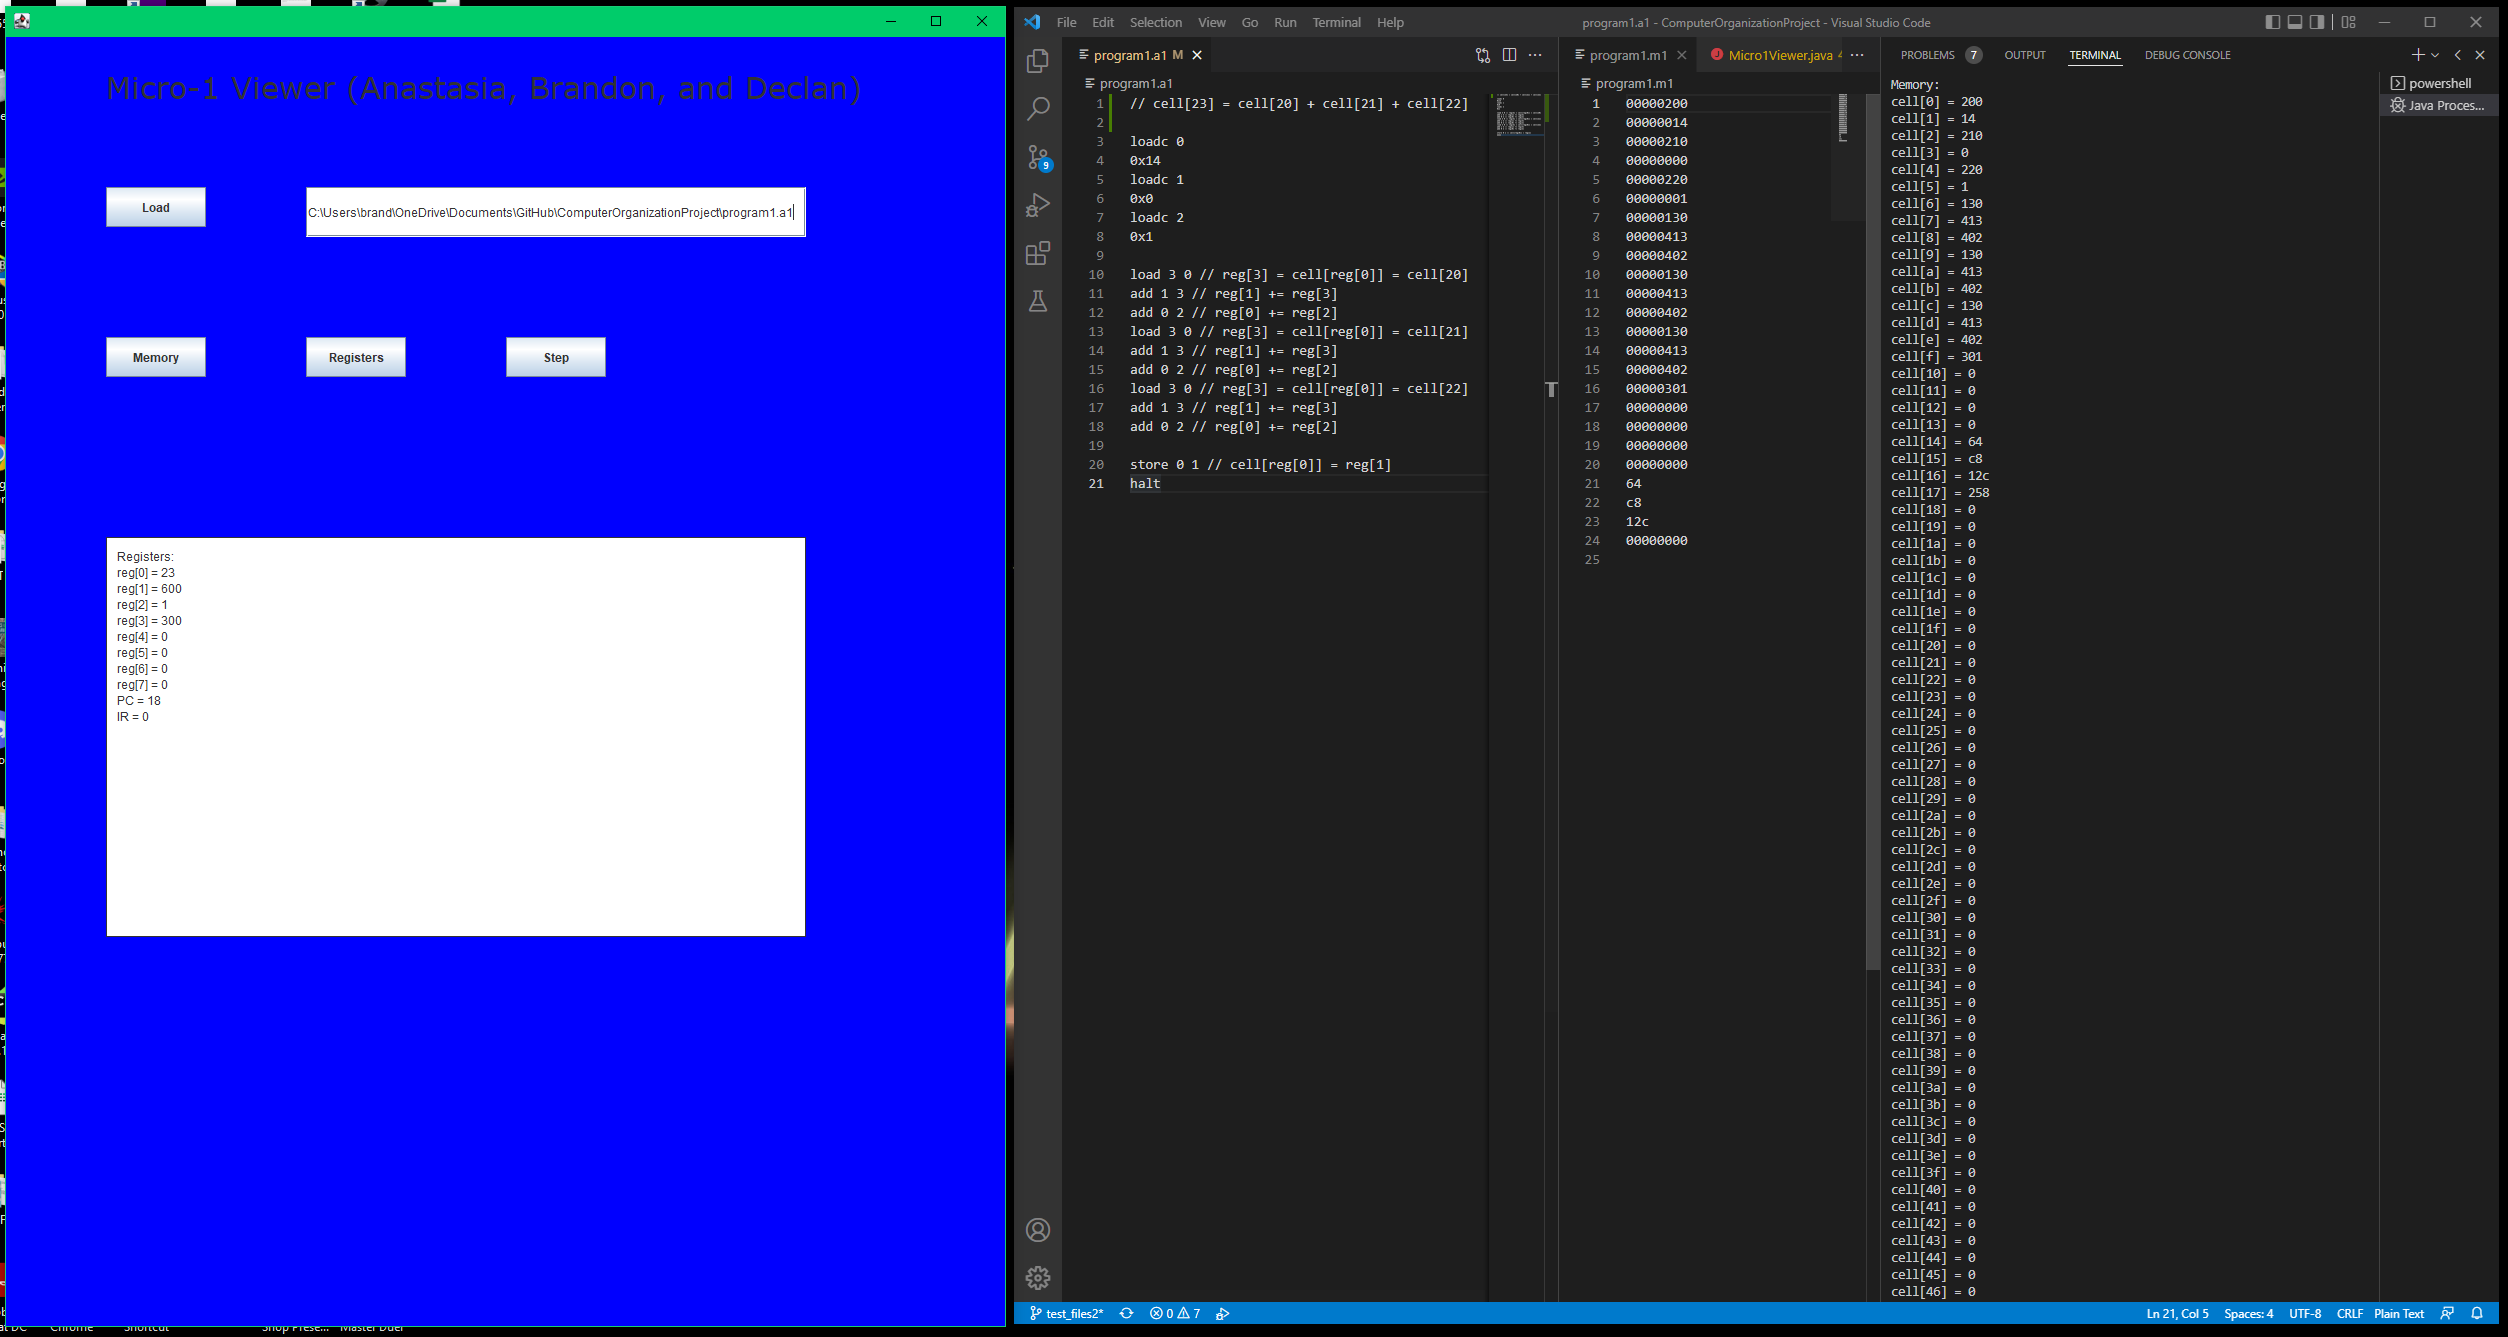 Micro-1 Viewer (Anastasia, Brandon, and Declan)
Load
C:\Users\brand\OneDrive\Documents\GitHub\ComputerOrganizationProject\program1.a1
Memory
Registers
Step
Registers:
reg[0] = 23
reg[1] = 600
reg[2] = 1
reg[3] = 300
reg[4] = 0
reg[5] = 0
reg[6] = 0
reg[7] = 0
PC = 18
IR = 0
File Edit Selection View Go Run Terminal Help
program1.a1 - ComputerOrganizationProject - Visual Studio Code
program1.a1 M
program1.a1
1 // cell[23] = cell[20] + cell[21] + cell[22]
2
3 loadc 0
4 0x14
5 loadc 1
6 0x0
7 loadc 2
8 0x1
9
10 load 3 0 // reg[3] = cell[reg[0]] = cell[20]
11 add 1 3 // reg[1] += reg[3]
12 add 0 2 // reg[0] += reg[2]
13 load 3 0 // reg[3] = cell[reg[0]] = cell[21]
14 add 1 3 // reg[1] += reg[3]
15 add 0 2 // reg[0] += reg[2]
16 load 3 0 // reg[3] = cell[reg[0]] = cell[22]
17 add 1 3 // reg[1] += reg[3]
18 add 0 2 // reg[0] += reg[2]
19
20 store 0 1 // cell[reg[0]] = reg[1]
21 halt
program1.m1
Micro1Viewer.java 4
program1.m1
1 00000200
2 00000014
3 00000210
4 00000000
5 00000220
6 00000001
7 00000130
8 00000413
9 00000402
10 00000130
11 00000413
12 00000402
13 00000130
14 00000413
15 00000402
16 00000301
17 00000000
18 00000000
19 00000000
20 00000000
21 64
22 c8
23 12c
24 00000000
25
PROBLEMS 7 OUTPUT TERMINAL DEBUG CONSOLE
Memory:
cell[0] = 200
cell[1] = 14
cell[2] = 210
cell[3] = 0
cell[4] = 220
cell[5] = 1
cell[6] = 130
cell[7] = 413
cell[8] = 402
cell[9] = 130
cell[a] = 413
cell[b] = 402
cell[c] = 130
cell[d] = 413
cell[e] = 402
cell[f] = 301
cell[10] = 0
cell[11] = 0
cell[12] = 0
cell[13] = 0
cell[14] = 64
cell[15] = c8
cell[16] = 12c
cell[17] = 258
cell[18] = 0
cell[19] = 0
cell[1a] = 0
cell[1b] = 0
cell[1c] = 0
cell[1d] = 0
cell[1e] = 0
cell[1f] = 0
cell[20] = 0
cell[21] = 0
cell[22] = 0
cell[23] = 0
cell[24] = 0
cell[25] = 0
cell[26] = 0
cell[27] = 0
cell[28] = 0
cell[29] = 0
cell[2a] = 0
cell[2b] = 0
cell[2c] = 0
cell[2d] = 0
cell[2e] = 0
cell[2f] = 0
cell[30] = 0
cell[31] = 0
cell[32] = 0
cell[33] = 0
cell[34] = 0
cell[35] = 0
cell[36] = 0
cell[37] = 0
cell[38] = 0
cell[39] = 0
cell[3a] = 0
cell[3b] = 0
cell[3c] = 0
cell[3d] = 0
cell[3e] = 0
cell[3f] = 0
cell[40] = 0
cell[41] = 0
cell[42] = 0
cell[43] = 0
cell[44] = 0
cell[45] = 0
cell[46] = 0
powershell
Java Proces...
9
test_files2* 0 7
Ln 21, Col 5 Spaces: 4 UTF-8 CRLF Plain Text